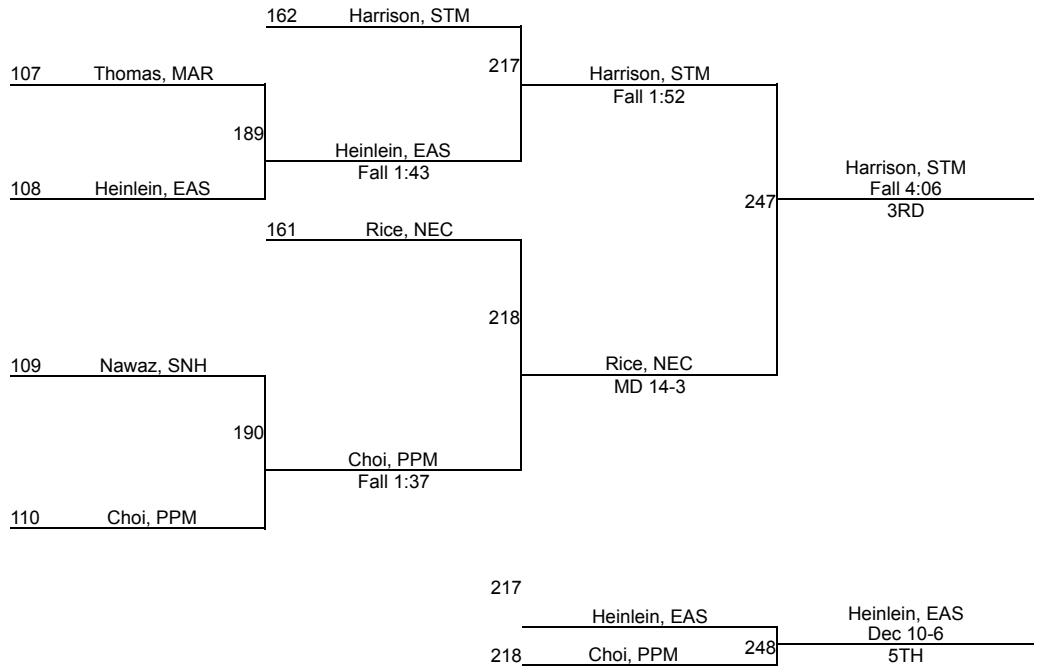 162 Harrison, STM
217
107 Thomas, MAR
Harrison, STM
Fall 1:52
189
Heinlein, EAS
Fall 1:43
108 Heinlein, EAS
Harrison, STM
Fall 4:06
3RD
247
161 Rice, NEC
218
109 Nawaz, SNH
Rice, NEC
MD 14-3
190
Choi, PPM
Fall 1:37
110 Choi, PPM
217
Heinlein, EAS
218 Choi, PPM
248
Heinlein, EAS
Dec 10-6
5TH